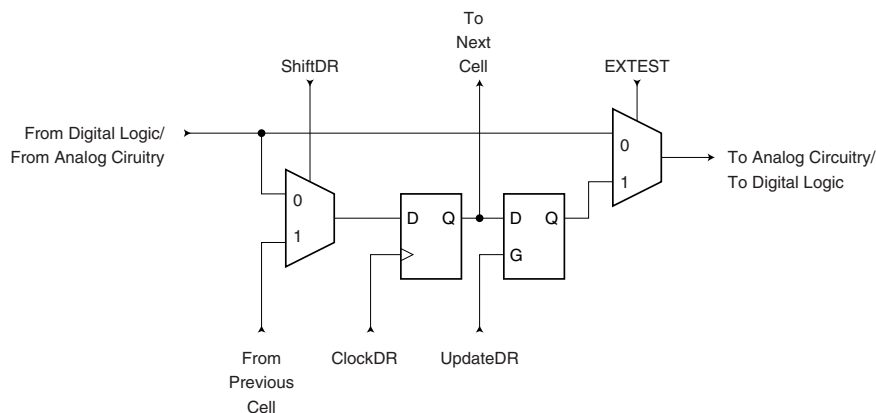 To
Next
Cell
ShiftDR
EXTEST
From Digital Logic/
From Analog Ciruitry
0
1
D Q
D Q
G
0
1
To Analog Circuitry/
To Digital Logic
From
Previous
Cell
ClockDR
UpdateDR